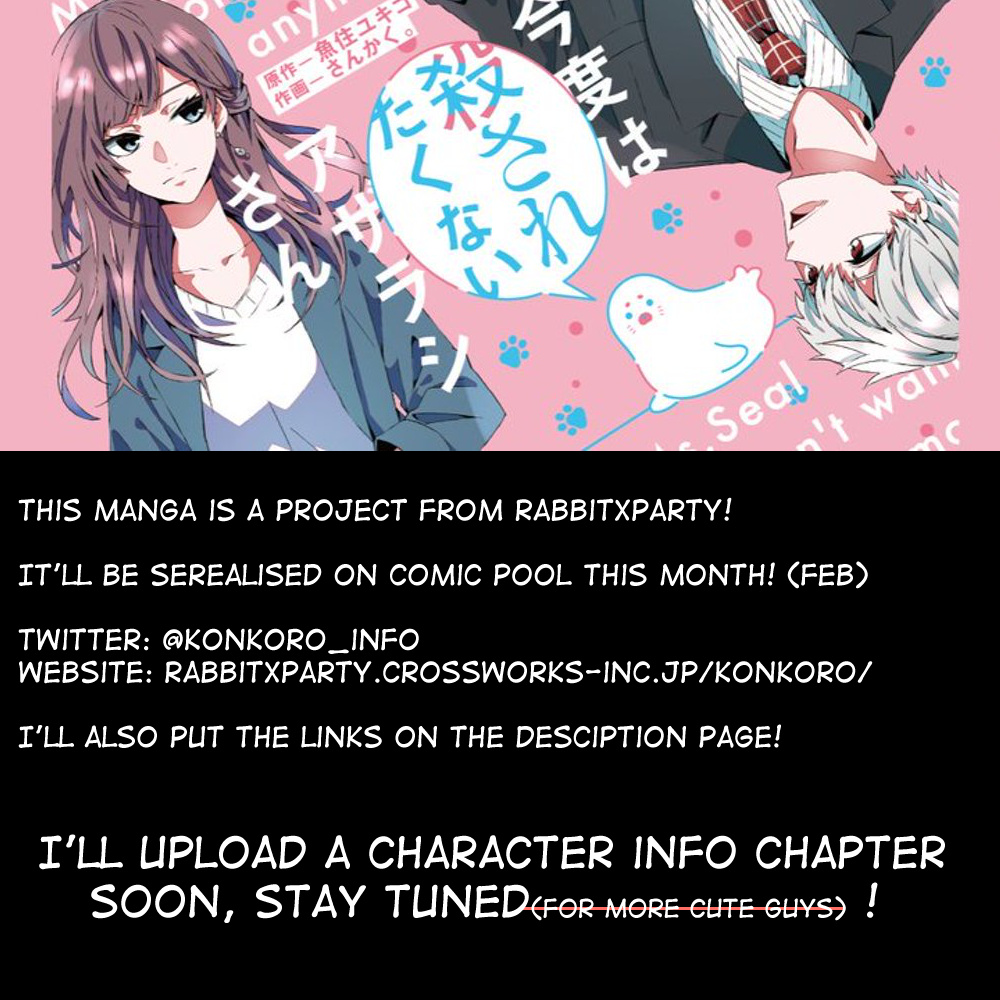 any
原作ー魚住ユキコ
作画ーさんかく。
今度は
殺され
たくない
アザラシ
さん
Seal
n't wan
THIS MANGA IS A PROJECT FROM RABBITXPARTY!
IT'LL BE SEREALISED ON COMIC POOL THIS MONTH! (FEB)
TWITTER: @KONKORO_INFO
WEBSITE: RABBITXPARTY.CROSSWORKS-INC.JP/KONKORO/
I'LL ALSO PUT THE LINKS ON THE DESCIPTION PAGE!
I'LL UPLOAD A CHARACTER INFO CHAPTER
SOON, STAY TUNED(FOR MORE CUTE GUYS) !